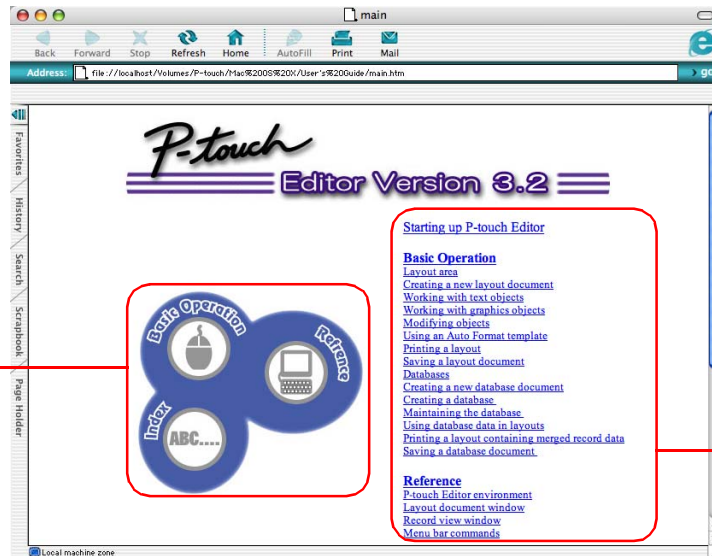 main
Back Forward Stop Refresh Home AutoFill Print Mail
Address: file://localhost/Volumes/P-touch/Mac%20OS%20X/User's%20Guide/main.htm go
Favorites
History
Search
Scrapbook
Page Holder
P-touch
Editor Version 3.2
Basic Operation
Refrence
Index
ABC....
Starting up P-touch Editor
Basic Operation
Layout area
Creating a new layout document
Working with text objects
Working with graphics objects
Modifying objects
Using an Auto Format template
Printing a layout
Saving a layout document
Databases
Creating a new database document
Creating a database
Maintaining the database
Using database data in layouts
Printing a layout containing merged record data
Saving a database document
Reference
P-touch Editor environment
Layout document window
Record view window
Menu bar commands
Local machine zone